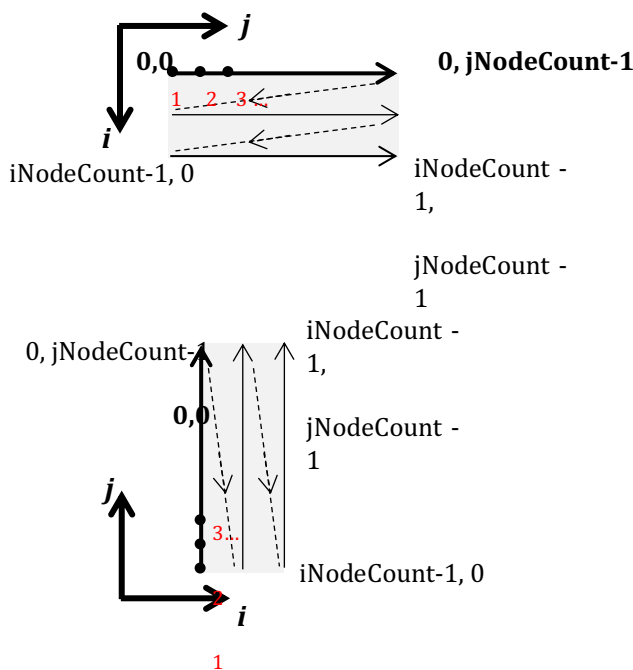 j
0,0
0, jNodeCount-1
1 2 3...
i
iNodeCount-1, 0
iNodeCount -
1,
jNodeCount -
1
0, jNodeCount-1
iNodeCount -
1,
0,0
jNodeCount -
1
j
3...
iNodeCount-1, 0
2
i
1